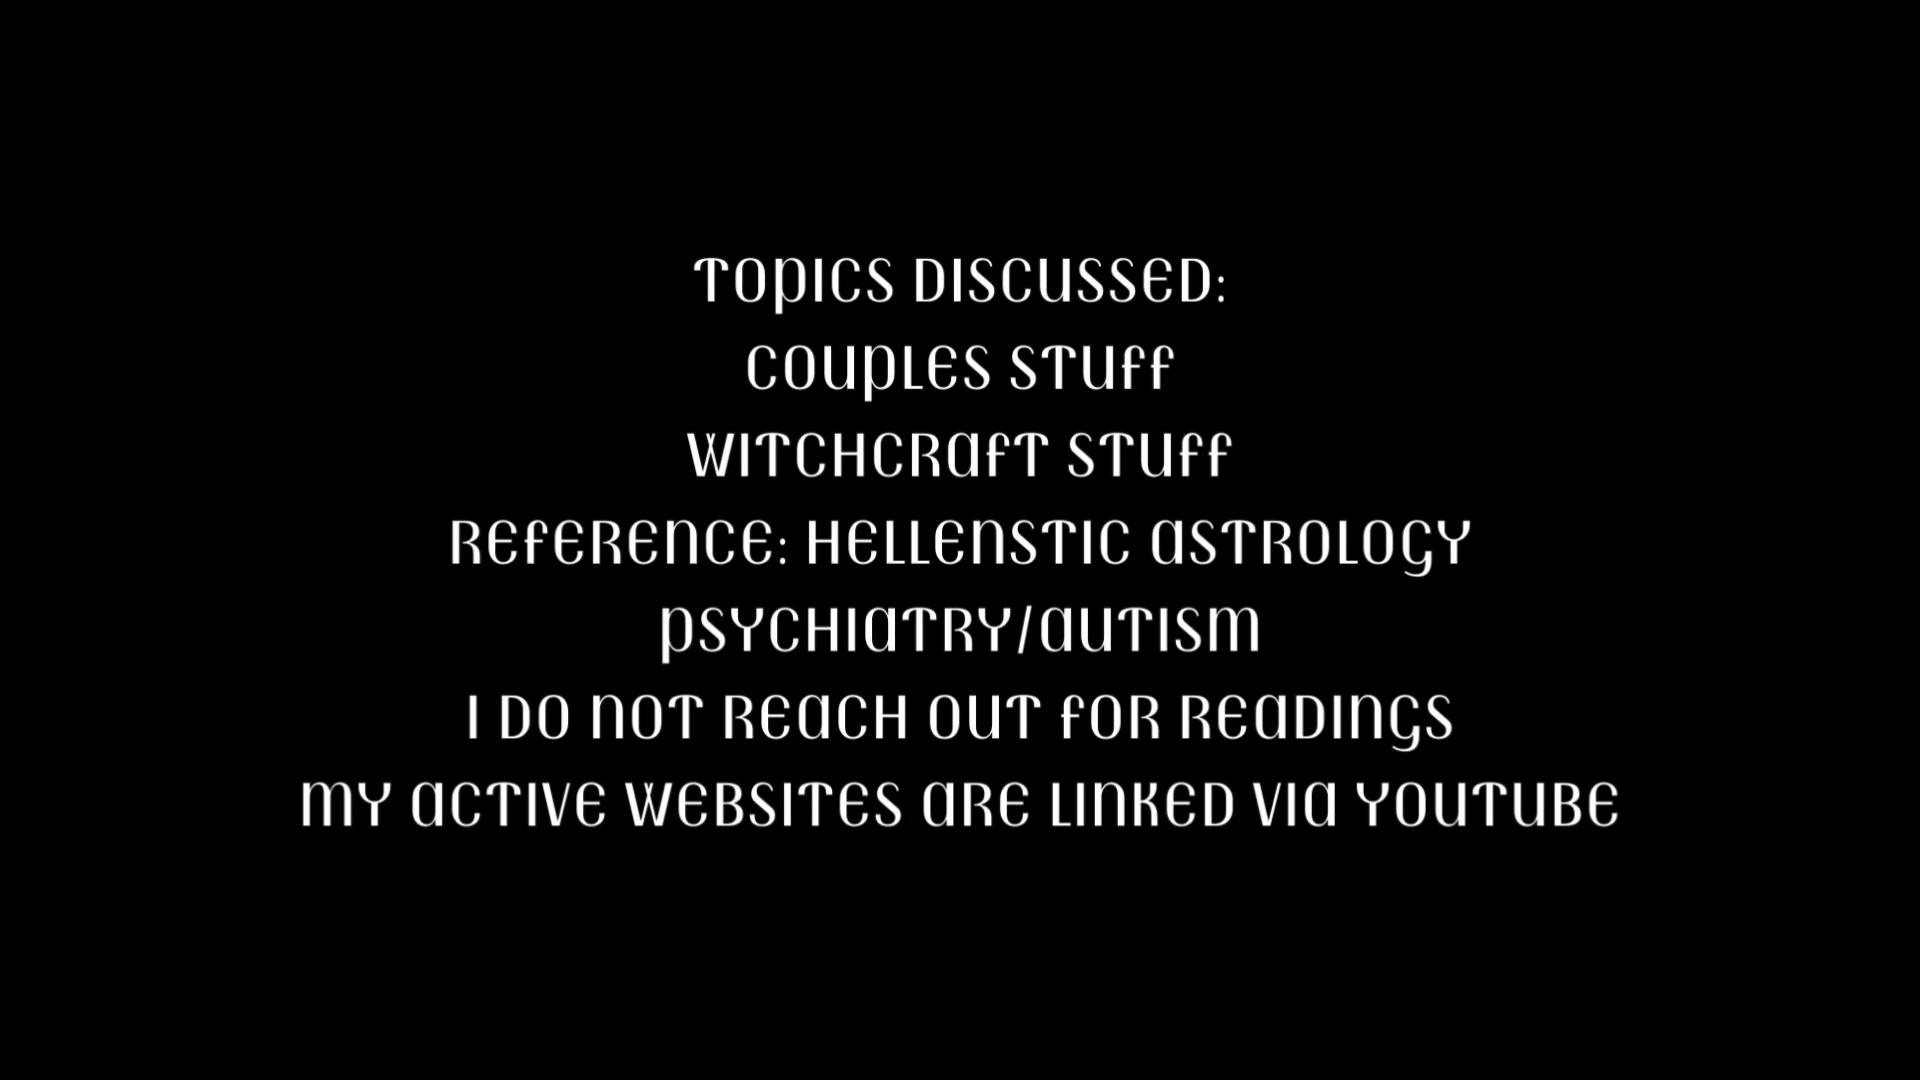 TOPICS DISCUSSED:
COUPLES STUFF
WITCHCRAFT STUFF
REFERENCE: HELLENSTIC ASTROLOGY
PSYCHIATRY/AUTISM
I DO NOT REACH OUT FOR READINGS
MY ACTIVE WEBSITES ARE LINKED VIA YOUTUBE